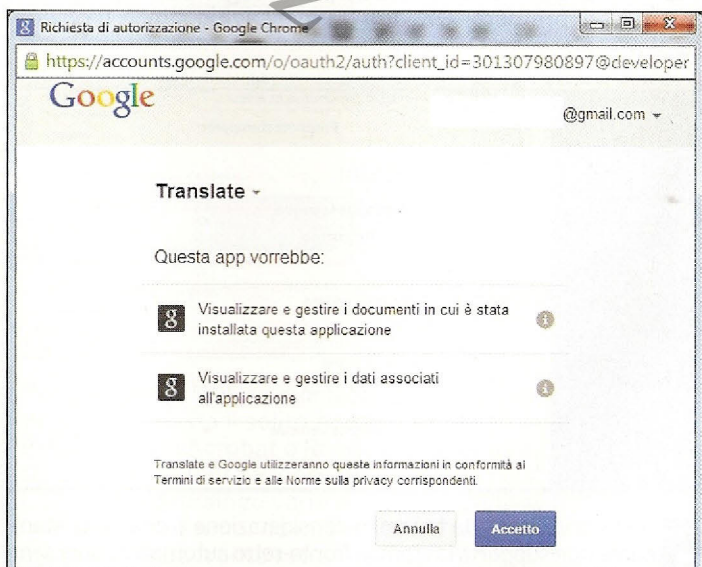 Richiesta di autorizzazione - Google Chrome
https://accounts.google.com/o/oauth2/auth?client_id=301307980897@developer
Google
@gmail.com
Translate
Questa app vorrebbe:
g Visualizzare e gestire i documenti in cui è stata
installata questa applicazione
g Visualizzare e gestire i dati associati
all'applicazione
Translate e Google utilizzeranno queste informazioni in conformità ai
Termini di servizio e alle Norme sulla privacy corrispondenti.
Annulla Accetto